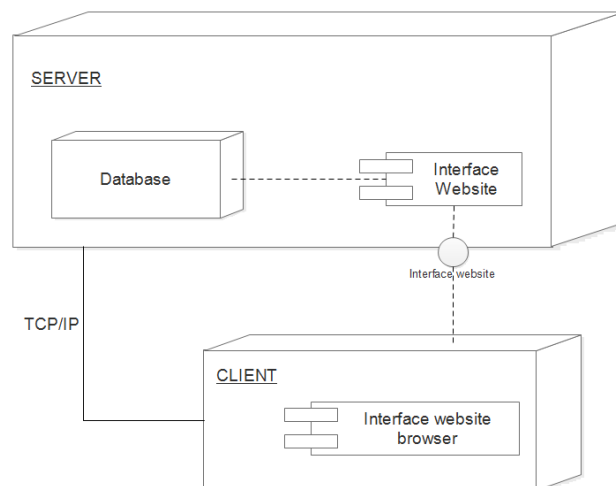 SERVER
Database
Interface
Website
Interface website
TCP/IP
CLIENT
Interface website
browser